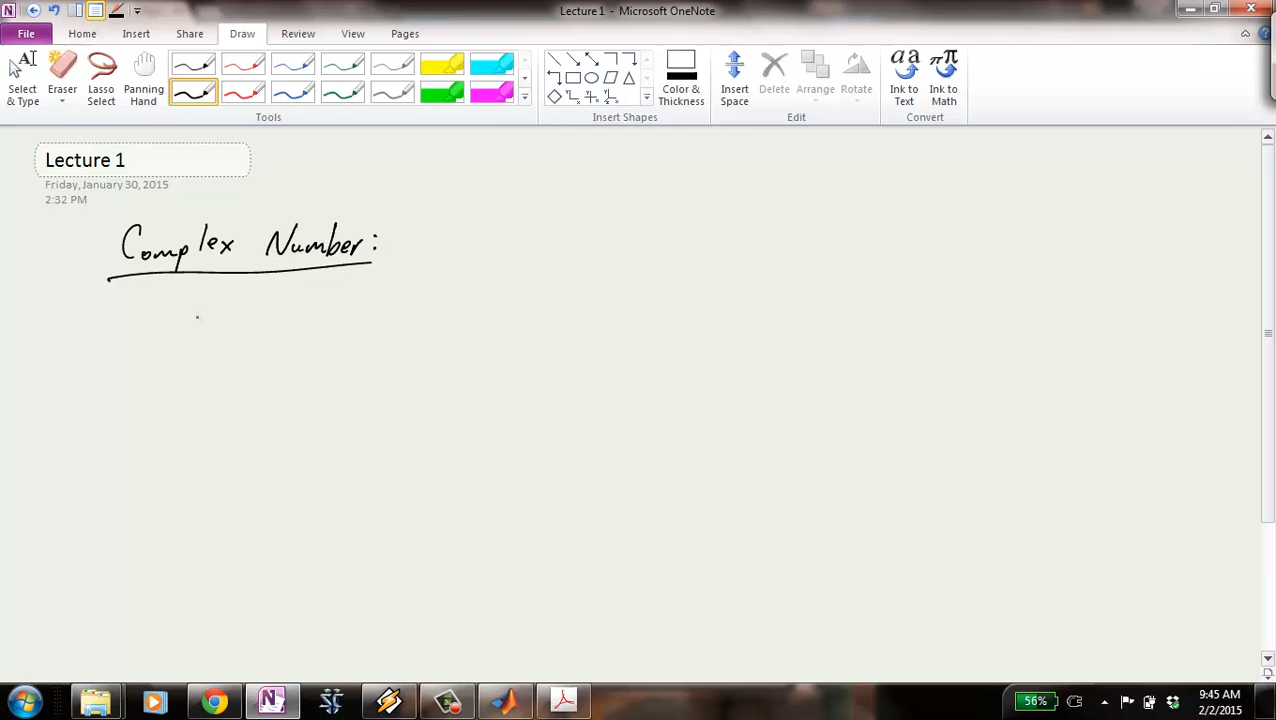 Lecture 1 - Microsoft OneNote
File Home Insert Share Draw Review View Pages
Select & Type
Eraser
Lasso Select
Panning Hand
Color & Thickness
Insert Space
Delete
Arrange
Rotate
Ink to Text
Ink to Math
Tools
Insert Shapes
Edit
Convert
Lecture 1
Friday, January 30, 2015
2:32 PM
Complex Number:
56%
9:45 AM
2/2/2015